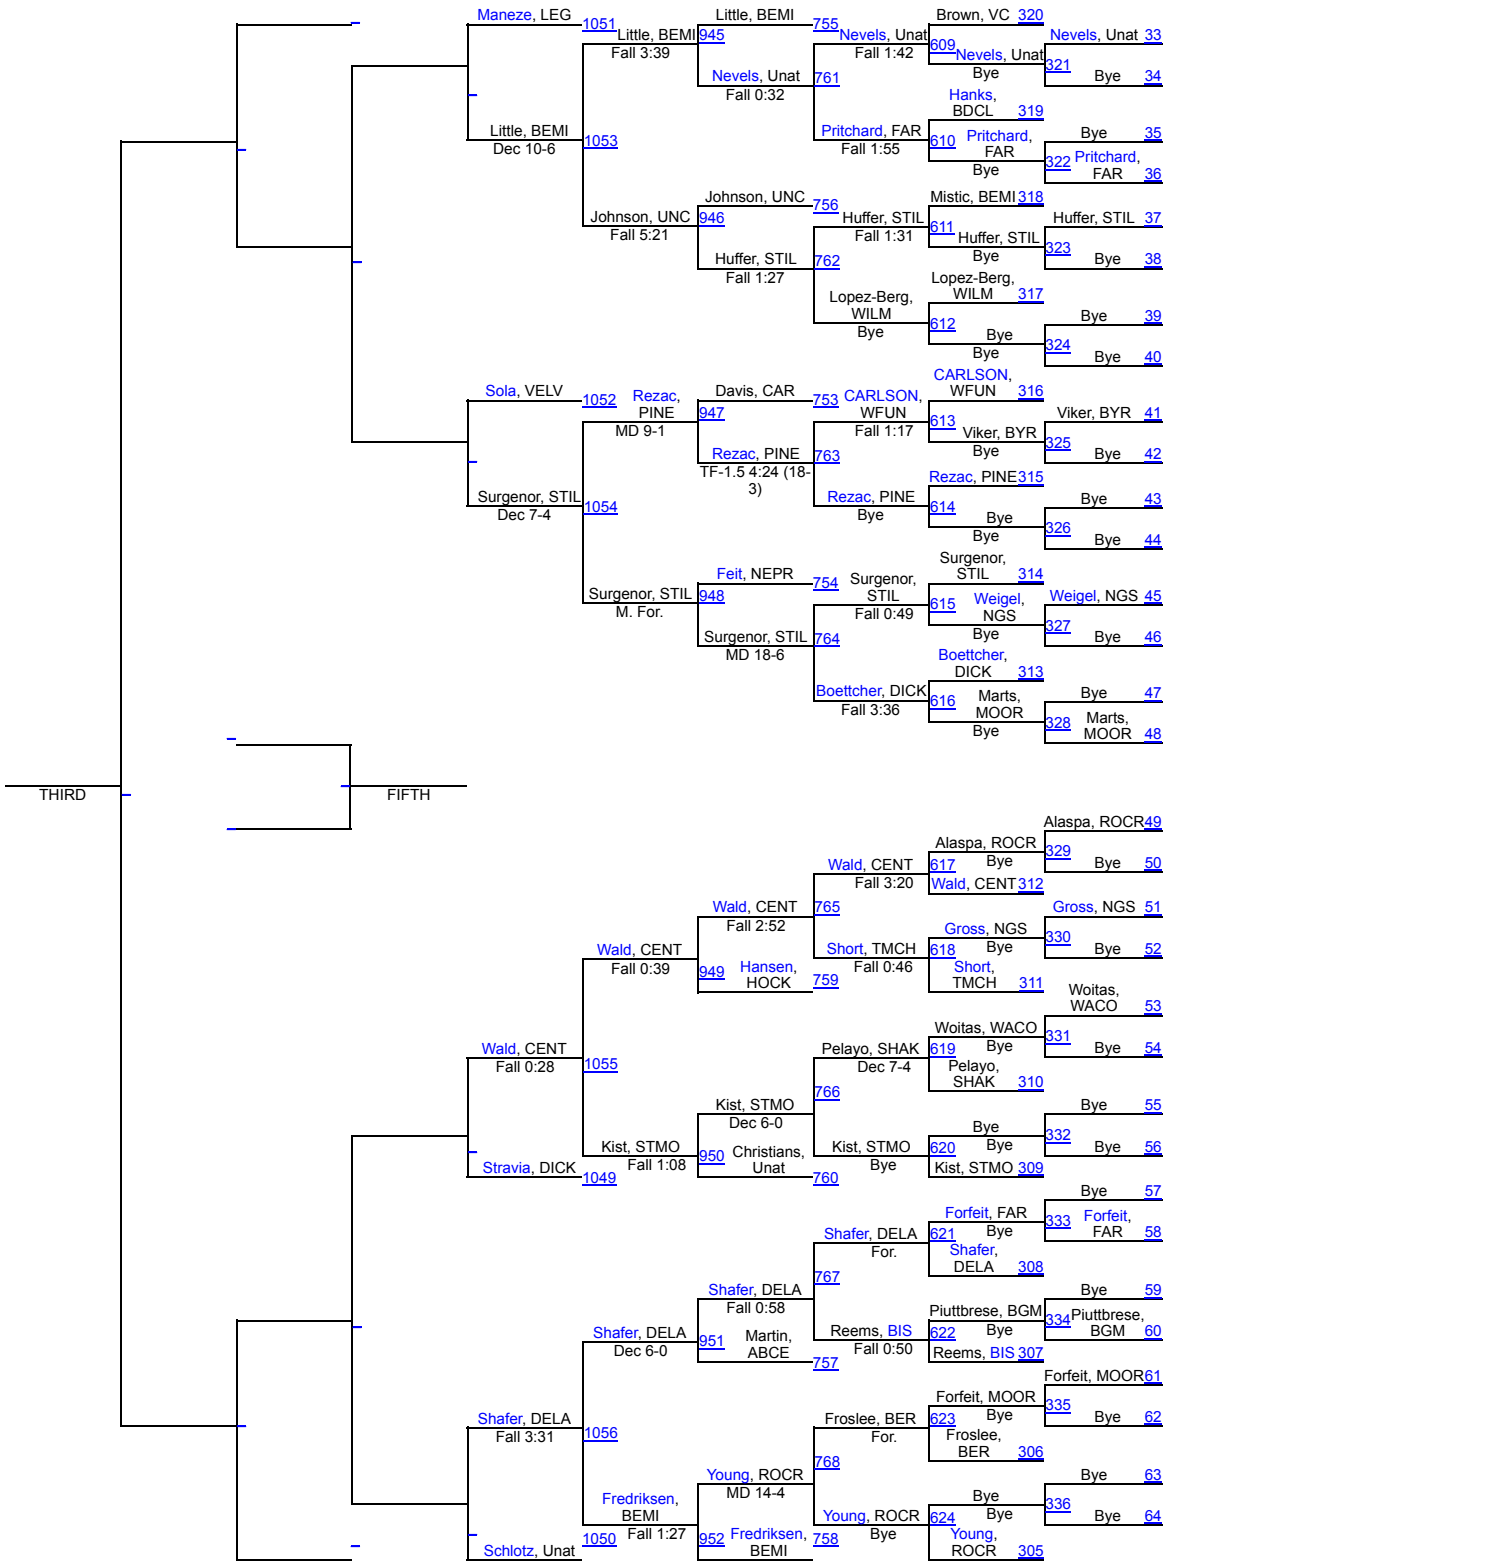 Maneze, LEG
1051
Little, BEMI
755
Brown, VC 320
Little, BEMI
945
Fall 3:39
Nevels, Unat
609
Fall 1:42
Nevels, Unat 33
Nevels, Unat
321
Bye
Nevels, Unat
761
Fall 0:32
Bye 34
Hanks,
BDCL 319
Little, BEMI
1053
Dec 10-6
Pritchard, FAR
610
Fall 1:55
Pritchard,
FAR
322
Bye
Bye 35
Pritchard,
FAR 36
Johnson, UNC
756
Mistic, BEMI 318
Johnson, UNC
946
Fall 5:21
Huffer, STIL
611
Fall 1:31
Huffer, STIL 37
Huffer, STIL
323
Bye
Huffer, STIL
762
Fall 1:27
Bye 38
Lopez-Berg,
WILM 317
Lopez-Berg,
WILM
612
Bye
Bye 39
Bye
324
Bye
Bye 40
Sola, VELV
1052
Rezac,
PINE
947
MD 9-1
Davis, CAR
753
CARLSON,
WFUN
613
Fall 1:17
CARLSON,
WFUN 316
Viker, BYR 41
Viker, BYR
325
Bye
Rezac, PINE
763
TF-1.5 4:24 (18-
3)
Bye 42
Rezac, PINE 315
Surgenor, STIL
1054
Dec 7-4
Rezac, PINE
614
Bye
Bye 43
Bye
326
Bye
Bye 44
Feit, NEPR
754
Surgenor,
STIL
615
Fall 0:49
Surgenor,
STIL 314
Surgenor, STIL
948
M. For.
Weigel,
NGS
327
Bye
Weigel, NGS 45
Surgenor, STIL
764
MD 18-6
Bye 46
Boettcher,
DICK 313
Boettcher, DICK
616
Fall 3:36
Marts,
MOOR
328
Bye
Bye 47
Marts,
MOOR 48
THIRD
FIFTH
Alaspa, ROCR 49
Alaspa, ROCR
329
Bye
Wald, CENT
617
Fall 3:20
Bye 50
Wald, CENT 312
Wald, CENT
765
Fall 2:52
Gross, NGS 51
Gross, NGS
330
Bye
Wald, CENT
Fall 0:39
949
Hansen,
HOCK
759
Short, TMCH
618
Fall 0:46
Bye 52
Short,
TMCH 311
Woitas,
WACO 53
Woitas, WACO
331
Bye
Wald, CENT
Fall 0:28
1055
Pelayo, SHAK
619
Dec 7-4
Bye 54
Pelayo,
SHAK 310
766
Kist, STMO
Dec 6-0
Bye 55
Bye
332
Bye
Kist, STMO
950
Fall 1:08
Christians,
Unat
760
Kist, STMO
620
Bye
Bye 56
Stravia, DICK
1049
Kist, STMO 309
Bye 57
Forfeit, FAR
333
Bye
Forfeit,
FAR 58
Shafer, DELA
621
For.
Shafer,
DELA 308
767
Shafer, DELA
Fall 0:58
Bye 59
Piuttbrese, BGM
334
Bye
Piuttbrese,
BGM 60
Shafer, DELA
951
Dec 6-0
Martin,
ABCE
757
Reems, BIS
622
Fall 0:50
Reems, BIS 307
Forfeit, MOOR 61
Forfeit, MOOR
335
Bye
Shafer, DELA
1056
Fall 3:31
Froslee, BER
623
For.
Bye 62
Froslee,
BER 306
768
Young, ROCR
MD 14-4
Bye 63
Bye
336
Bye
Fredriksen,
BEMI
Fall 1:27
952
Fredriksen,
BEMI
758
Young, ROCR
624
Bye
Bye 64
Schlotz, Unat
1050
Young,
ROCR 305